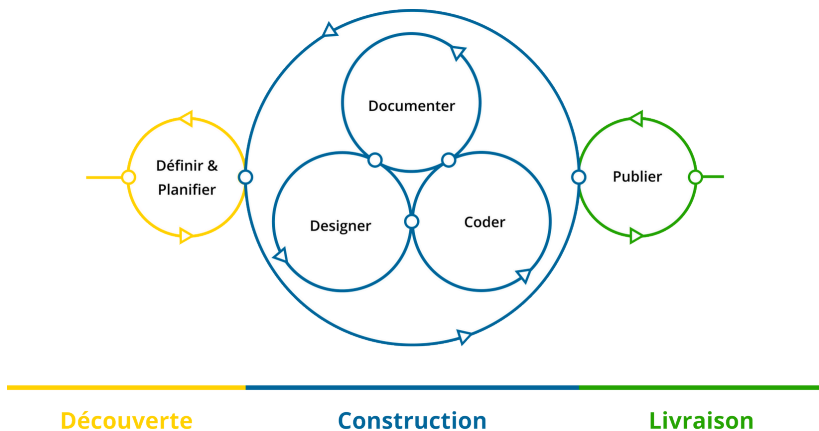 Documenter
Définir &
Planifier
Publier
Designer
Coder
Découverte
Construction
Livraison